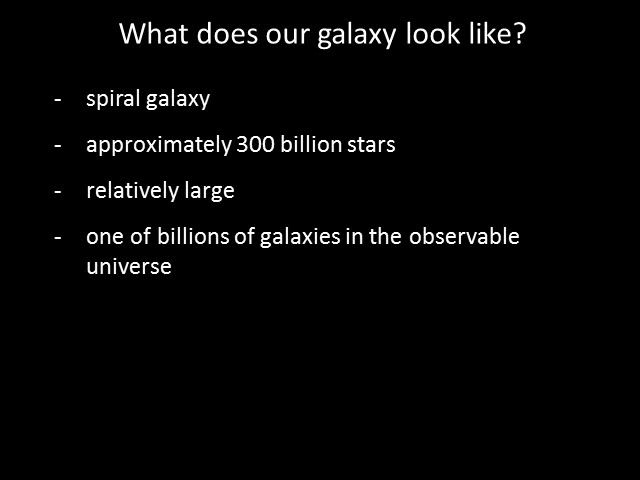 What does our galaxy look like?
- spiral galaxy
- approximately 300 billion stars
- relatively large
- one of billions of galaxies in the observable
universe